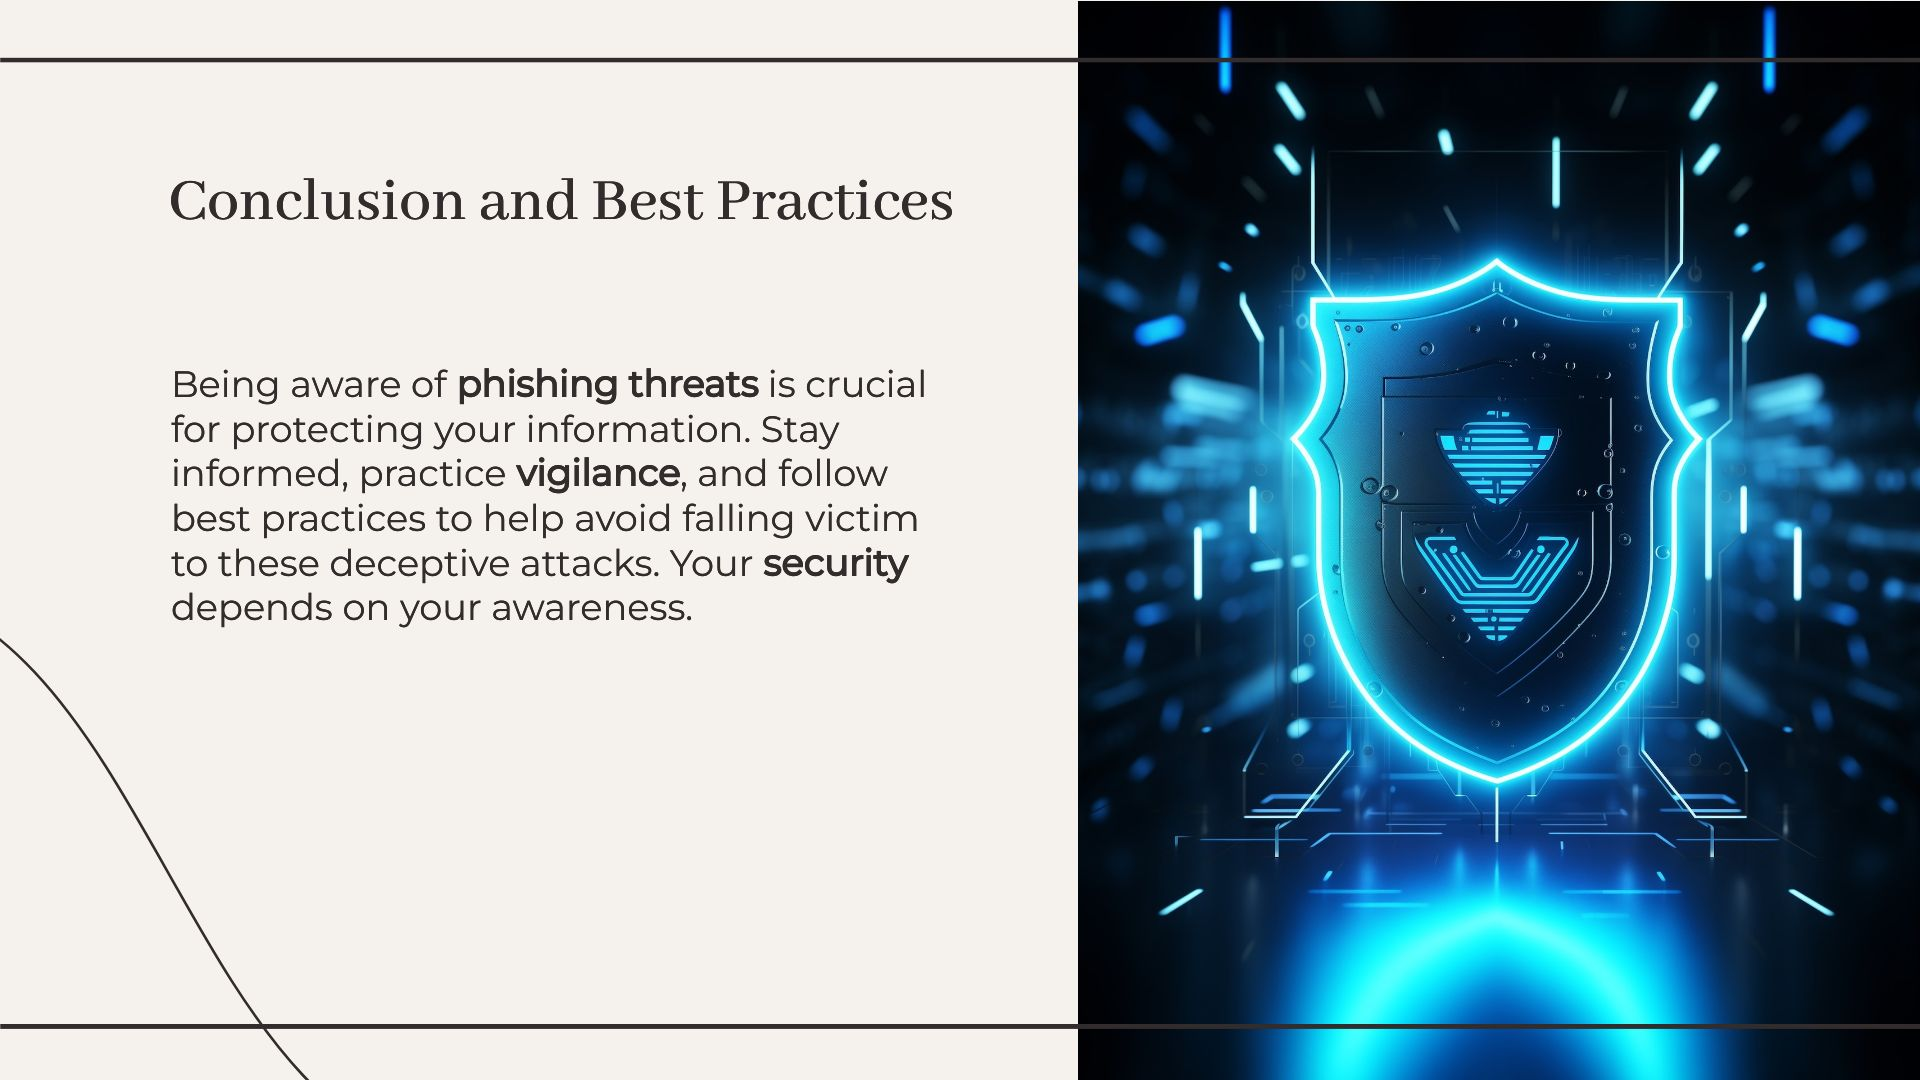 Conclusion and Best Practices
Being aware of phishing threats is crucial
for protecting your information. Stay
informed, practice vigilance, and follow
best practices to help avoid falling victim
to these deceptive attacks. Your security
depends on your awareness.